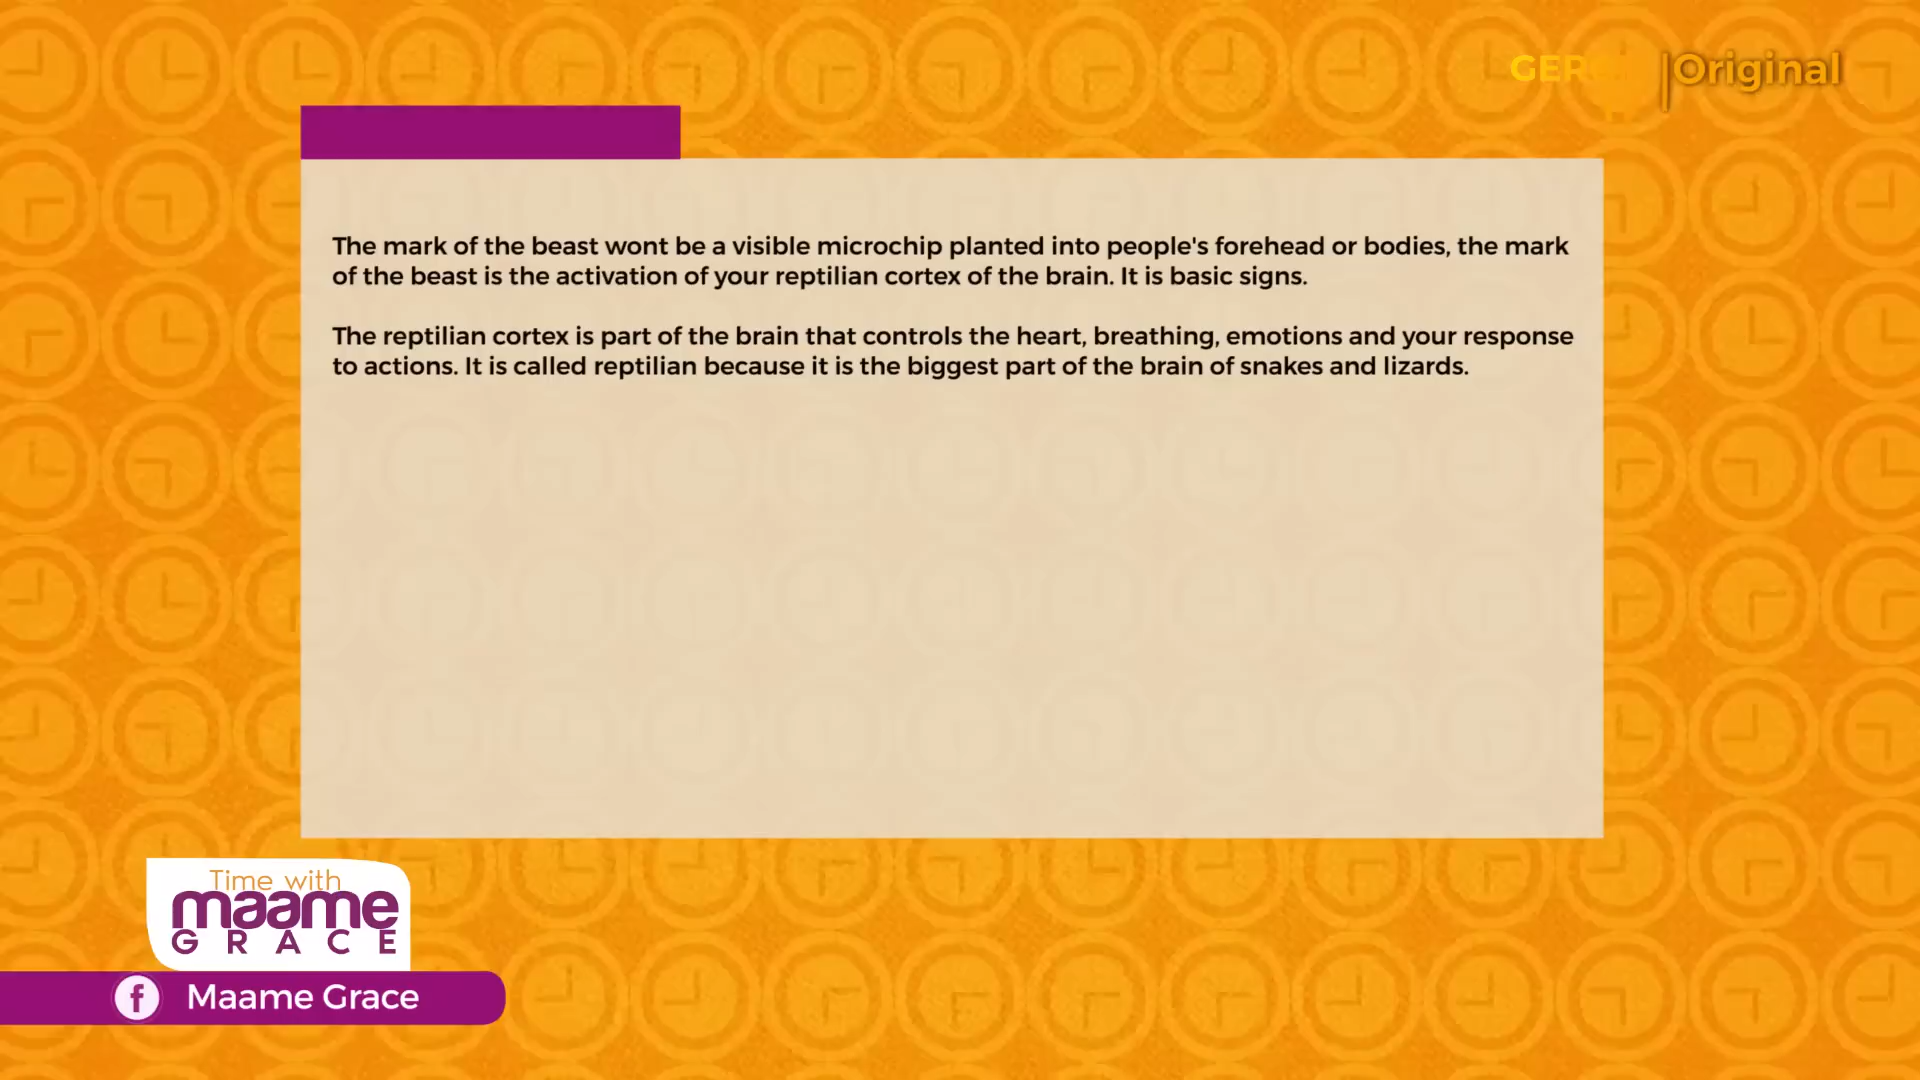 |Original
The mark of the beast wont be a visible microchip planted into people's forehead or bodies, the mark
of the beast is the activation of your reptilian cortex of the brain. It is basic signs.
The reptilian cortex is part of the brain that controls the heart, breathing, emotions and your response
to actions. It is called reptilian because it is the biggest part of the brain of snakes and lizards.
Time with
maame
GRACE
Maame Grace